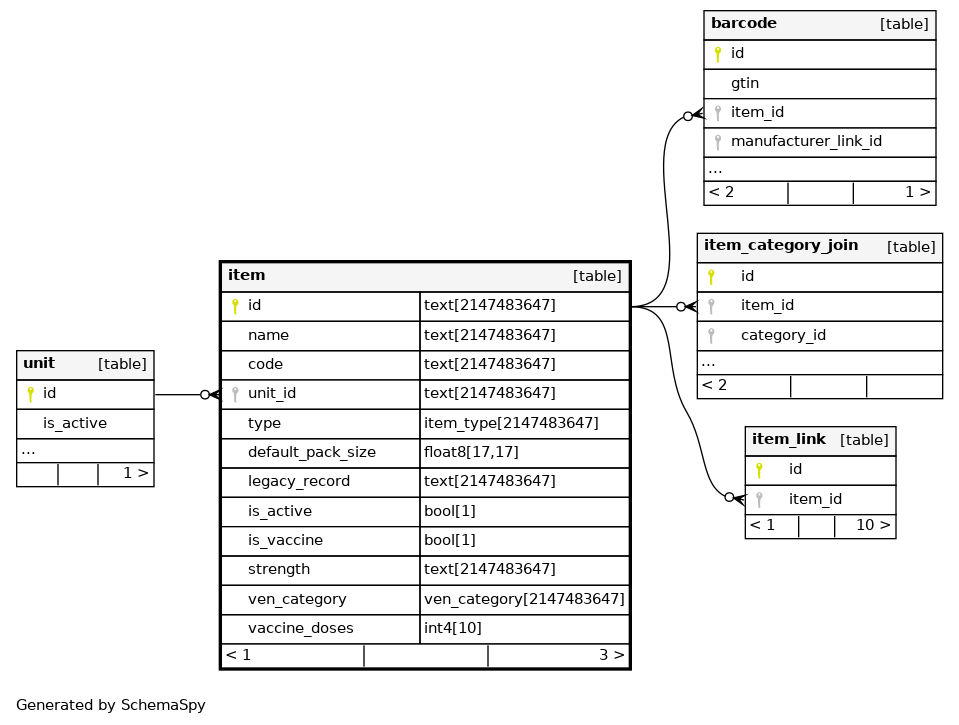 barcode [table]
id
gtin
item_id
manufacturer_link_id
...
< 2 1 >
item_category_join [table]
id
item_id
category_id
...
< 2
item [table]
id text[2147483647]
name text[2147483647]
code text[2147483647]
unit_id text[2147483647]
type item_type[2147483647]
default_pack_size float8[17,17]
legacy_record text[2147483647]
is_active bool[1]
is_vaccine bool[1]
strength text[2147483647]
ven_category ven_category[2147483647]
vaccine_doses int4[10]
< 1 3 >
unit [table]
id
is_active
...
1 >
item_link [table]
id
item_id
< 1 10 >
Generated by SchemaSpy